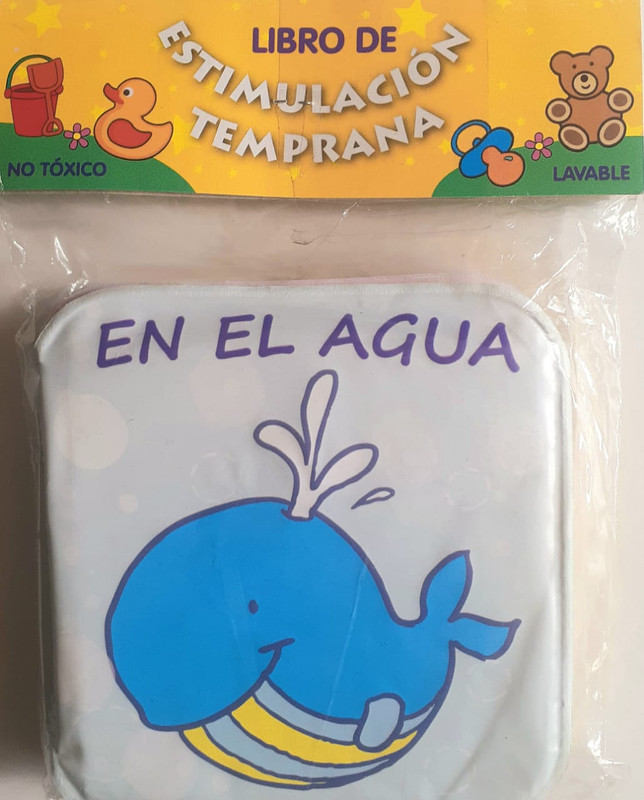 LIBRO DE
ESTIMULACIÓN
TEMPRANA
NO TÓXICO
LAVABLE
EN EL AGUA